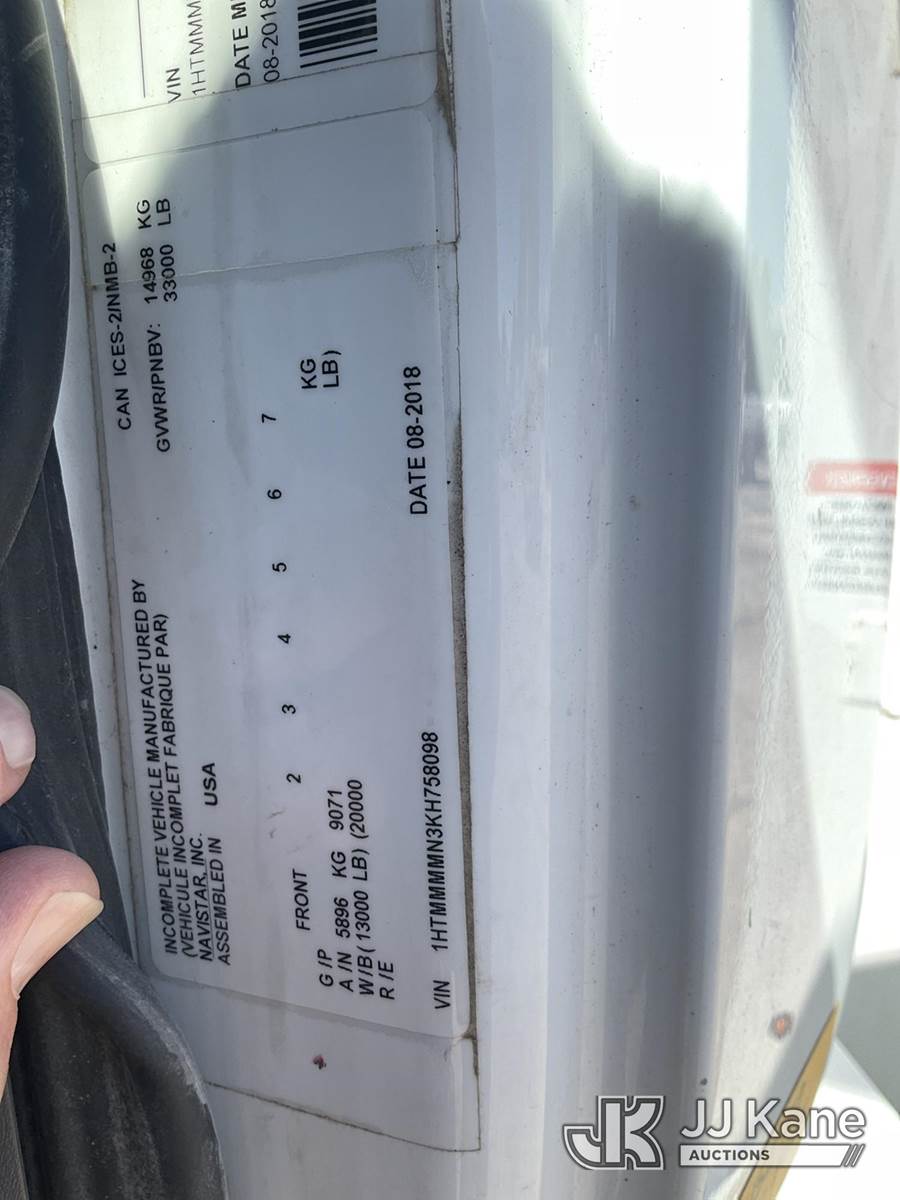 VIN
1HTMMM
DATE M
08-2018
CAN ICES-2/NMB-2
GVWR/PNBV: 14968 KG
33000 LB
INCOMPLETE VEHICLE MANUFACTURED BY
(VEHICULE INCOMPLET FABRIQUE PAR)
NAVISTAR, INC.
ASSEMBLED IN USA
FRONT 2 3 4 5 6 7
G/P
A/N 5896 KG 9071 KG
W/B(13000 LB)(20000 LB)
R/E
VIN 1HTMMMMN3KH758098 DATE 08-2018
JK JJ Kane
AUCTIONS